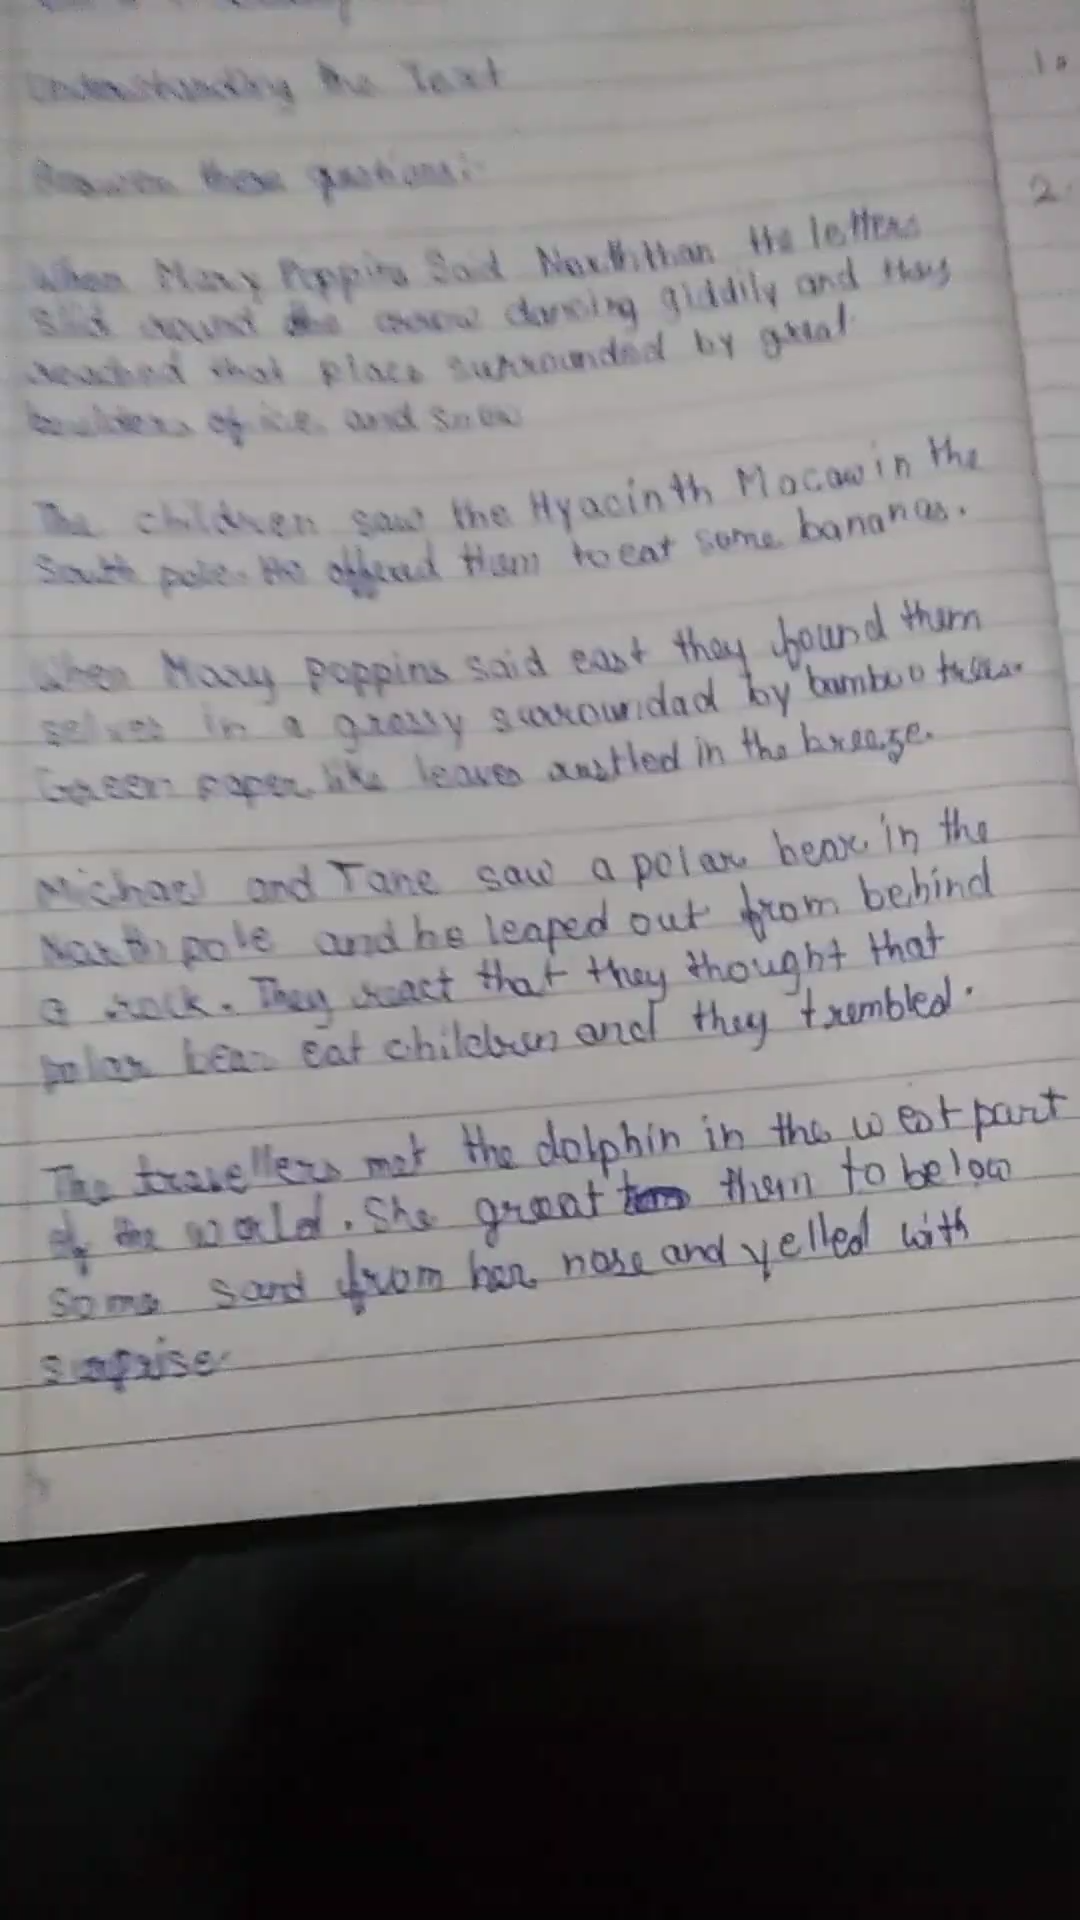 Understanding the Text
Answer these questions:
1.
2.
When Mary Poppins Said North than the letters
slid around the arrow dancing giddily and they
reached that place surrounded by great
boulders of ice and snow
The children saw the Hyacinth Macaw in the
South pole. He offered them to eat some bananas.
When Mary poppins said east they found them
selves in a grassy surroundad by bamboo trees.
Green paper like leaves rustled in the breeze.
Michael and Jane saw a polar bear in the
North pole and he leaped out from behind
a rock. They react that they thought that
polar bear eat children and they trembled.
The travellers met the dolphin in the west part
of the world. She great them to below
some sand from her nose and yelled with
surprise.